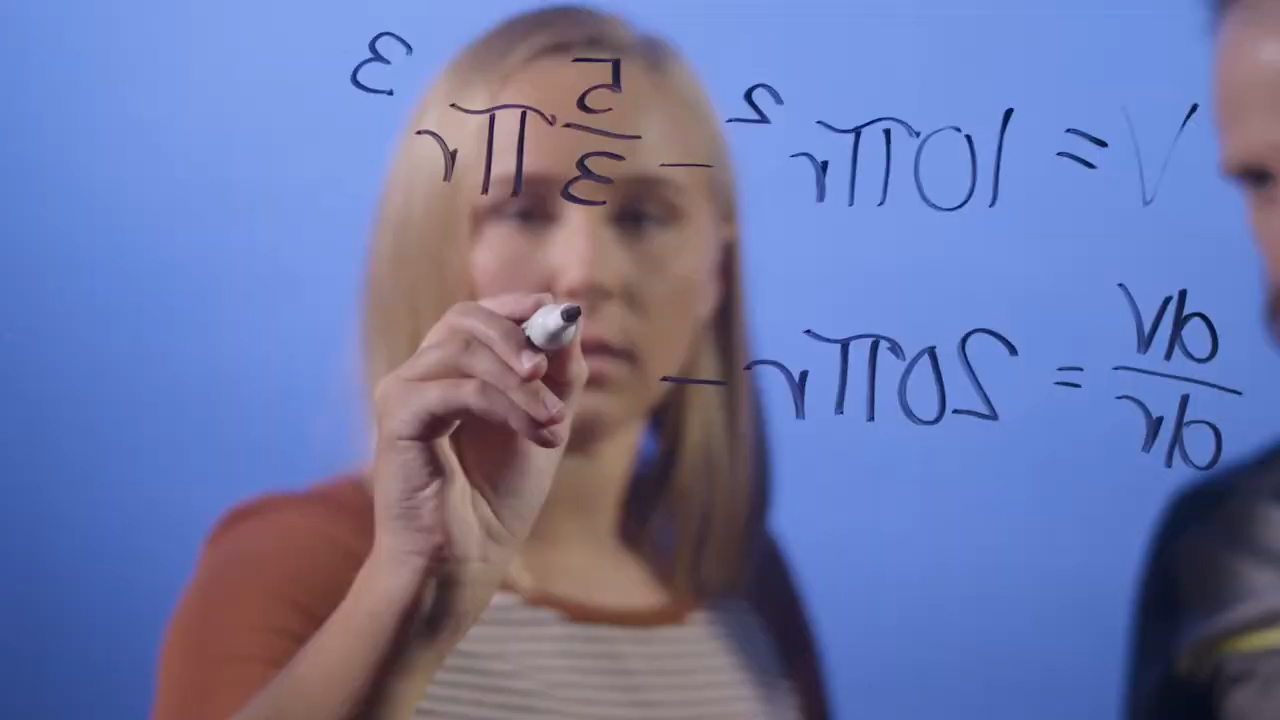 V = 10πr² − 5/3 πr³
dV/dr = 20πr −